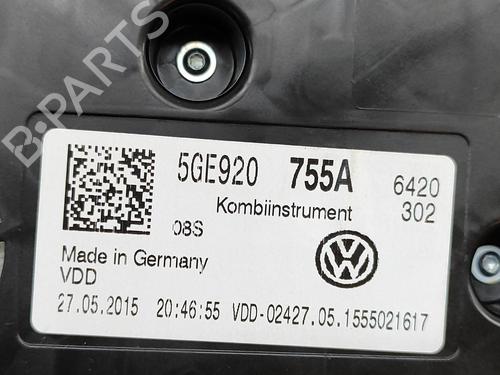 B-PARTS
5GE920 755A 6420
Kombiinstrument 302
08S
Made in Germany
VDD
27.05.2015 20:46:55 VDD-02427.05.1555021617